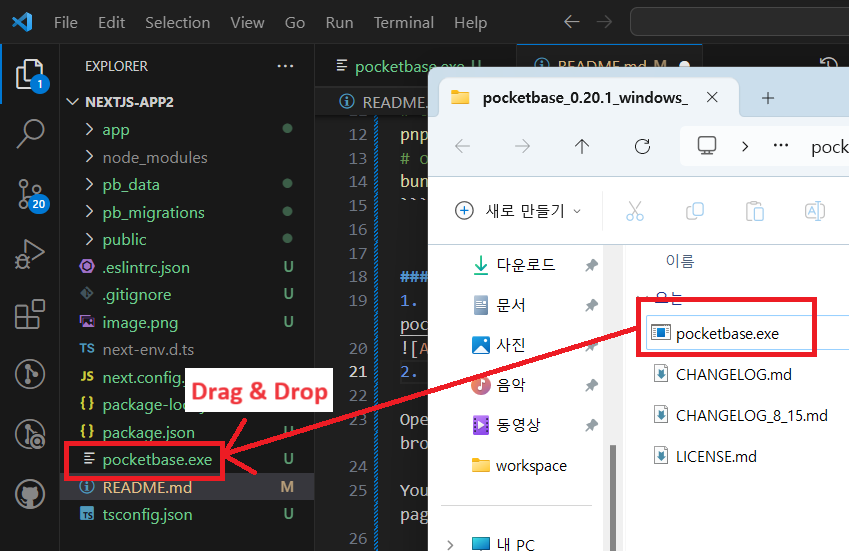 File Edit Selection View Go Run Terminal Help
EXPLORER ...
1
20
NEXTJS-APP2
app
node_modules
pb_data
pb_migrations
public
.eslintrc.json U
.gitignore U
image.png U
TS next-env.d.ts
JS next.config.
package-lo
package.json U
pocketbase.exe U
README.md M
TS tsconfig.json U
Drag & Drop
pocketbase.exe U
README.md M
README.
12 pnp
13 # o
14 bun
15 ```
16
17
18 ###
19 1.
poc
20 ![A
21 2.
22
23 Ope
bro
24
25 You
pag
26
pocketbase_0.20.1_windows_
pock
새로 만들기
다운로드
문서
사진
음악
동영상
workspace
내 PC
이름
오늘
pocketbase.exe
CHANGELOG.md
CHANGELOG_8_15.md
LICENSE.md